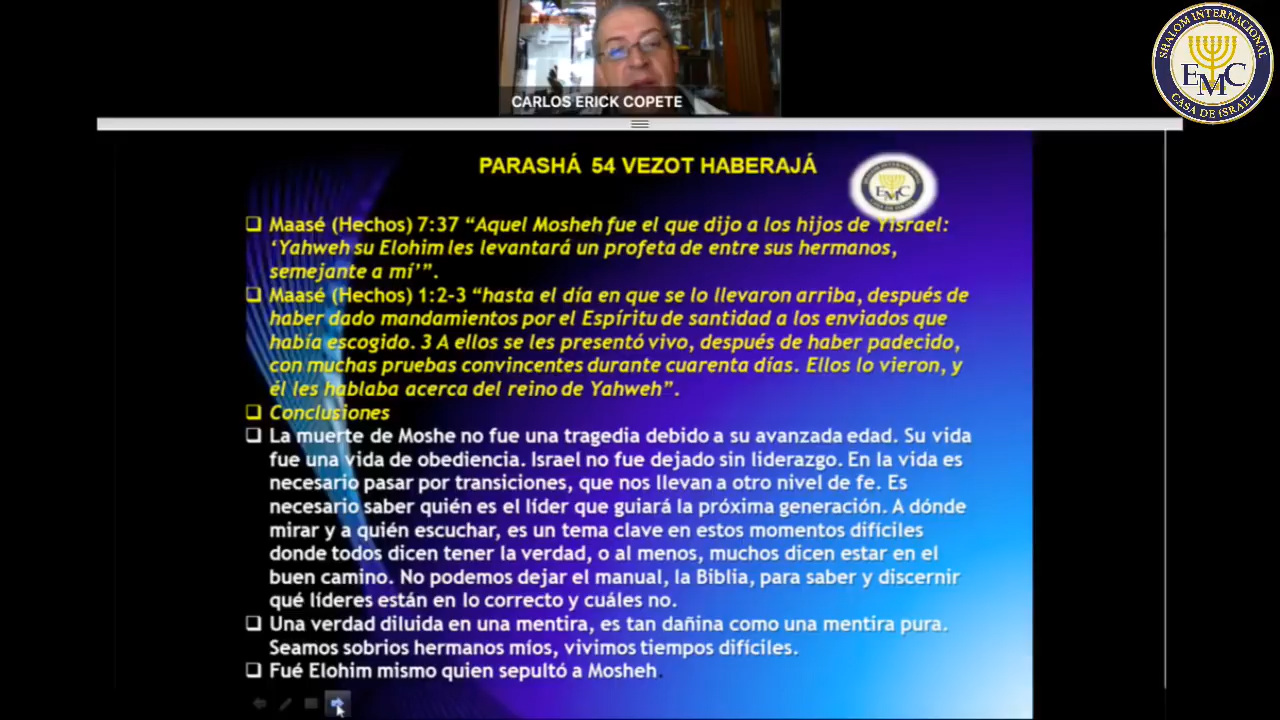 SHALOM INTERNACIONAL
EMC
CASA DE ISRAEL
CARLOS ERICK COPETE
PARASHÁ 54 VEZOT HABERAJÁ
EMC
Maasé (Hechos) 7:37 “Aquel Mosheh fue el que dijo a los hijos de Yisrael:
‘Yahweh su Elohim les levantará un profeta de entre sus hermanos,
semejante a mí’”.
Maasé (Hechos) 1:2-3 “hasta el día en que se lo llevaron arriba, después de
haber dado mandamientos por el Espíritu de santidad a los enviados que
había escogido. 3 A ellos se les presentó vivo, después de haber padecido,
con muchas pruebas convincentes durante cuarenta días. Ellos lo vieron, y
él les hablaba acerca del reino de Yahweh”.
Conclusiones
La muerte de Moshe no fue una tragedia debido a su avanzada edad. Su vida
fue una vida de obediencia. Israel no fue dejado sin liderazgo. En la vida es
necesario pasar por transiciones, que nos llevan a otro nivel de fe. Es
necesario saber quién es el líder que guiará la próxima generación. A dónde
mirar y a quién escuchar, es un tema clave en estos momentos difíciles
donde todos dicen tener la verdad, o al menos, muchos dicen estar en el
buen camino. No podemos dejar el manual, la Biblia, para saber y discernir
qué líderes están en lo correcto y cuáles no.
Una verdad diluida en una mentira, es tan dañina como una mentira pura.
Seamos sobrios hermanos míos, vivimos tiempos difíciles.
Fué Elohim mismo quien sepultó a Mosheh.